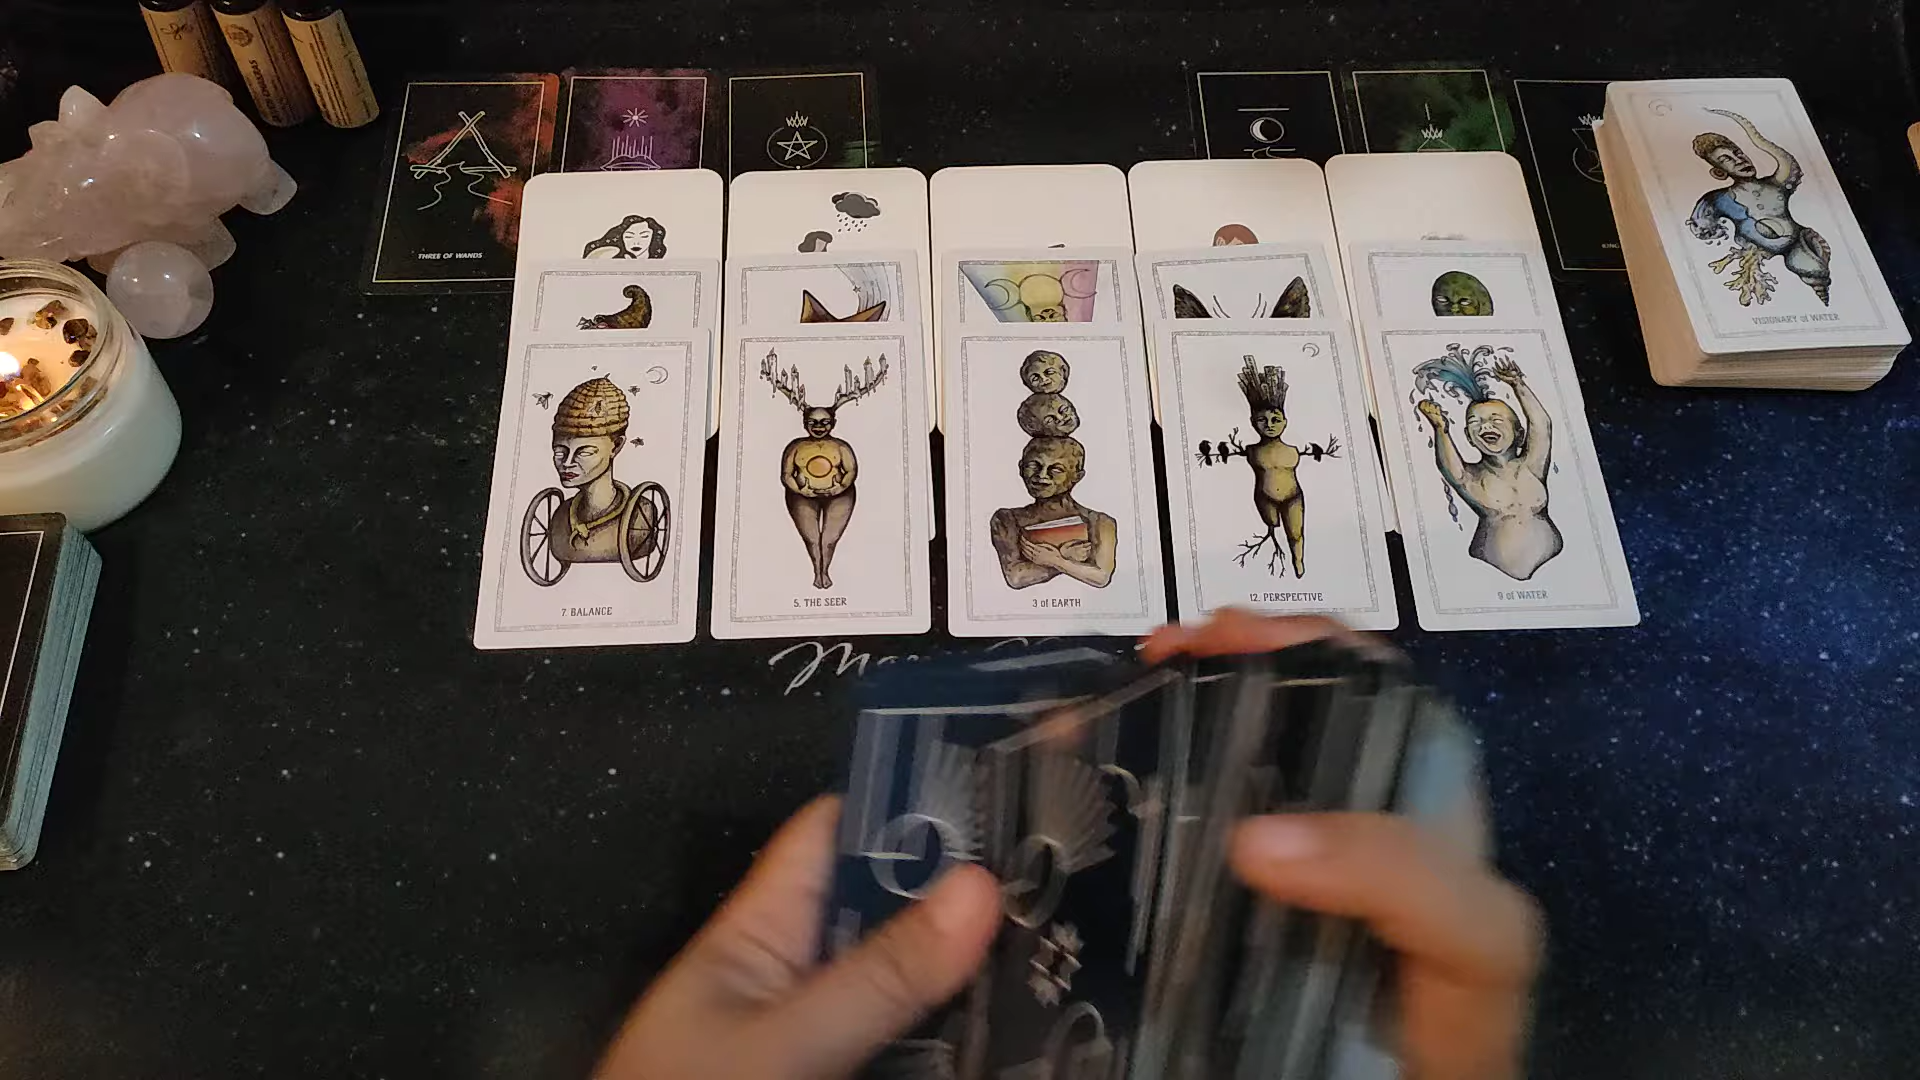 THREE OF WANDS
VISIONARY of WATER
7. BALANCE
5. THE SEER
3 of EARTH
12. PERSPECTIVE
9 of WATER